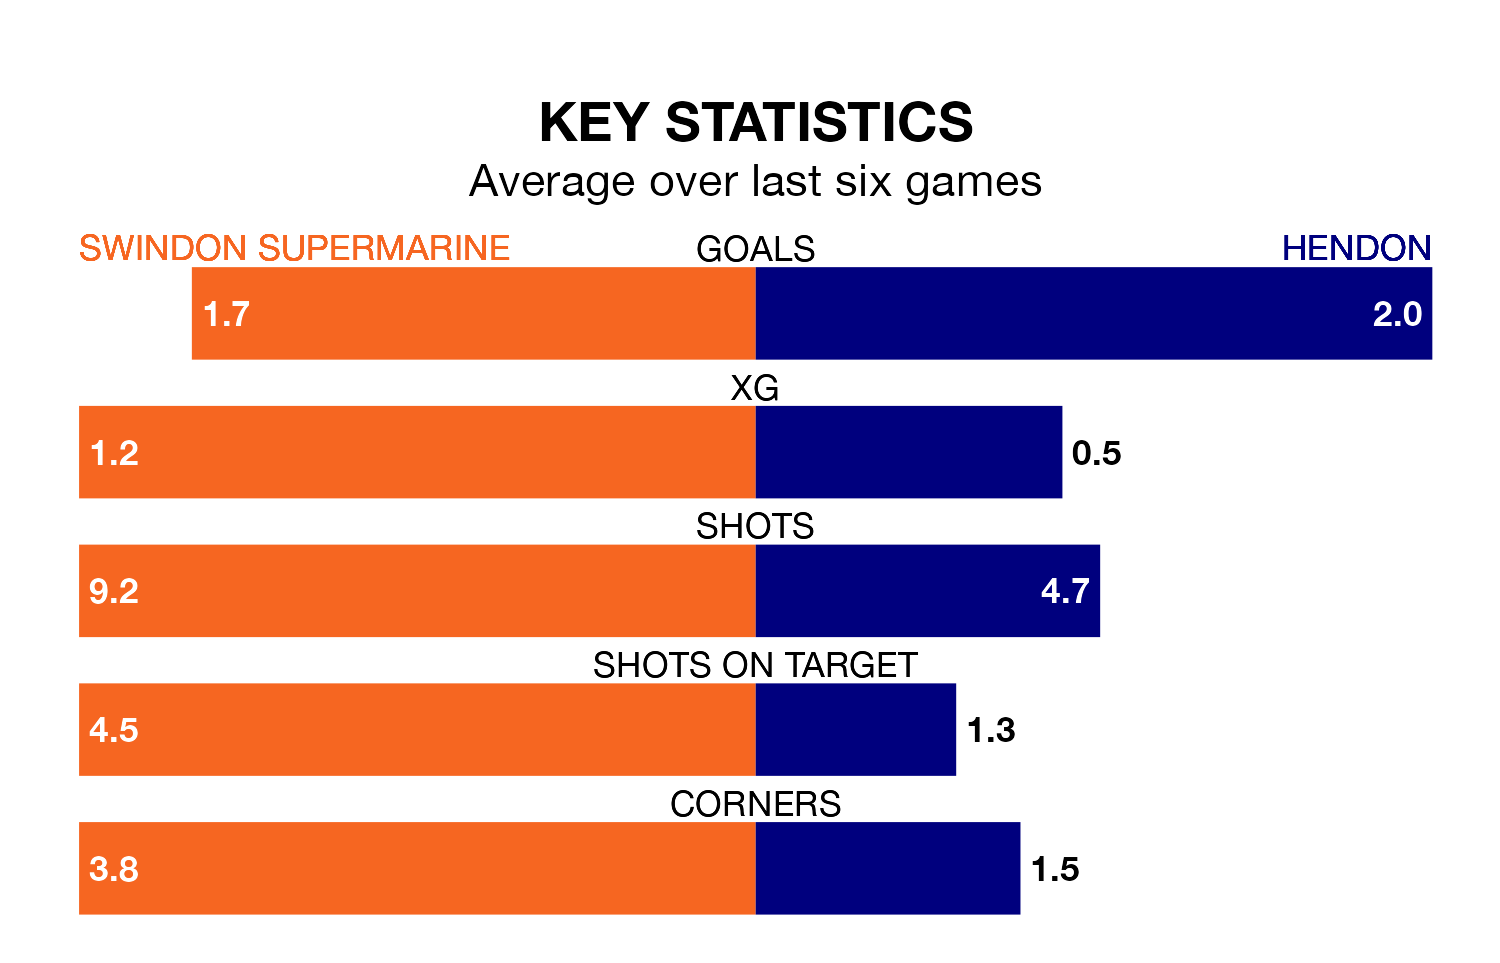 KEY STATISTICS
Average over last six games
SWINDON SUPERMARINE GOALS HENDON
1.7 2.0
XG
1.2 0.5
SHOTS
9.2 4.7
SHOTS ON TARGET
4.5 1.3
CORNERS
3.8 1.5